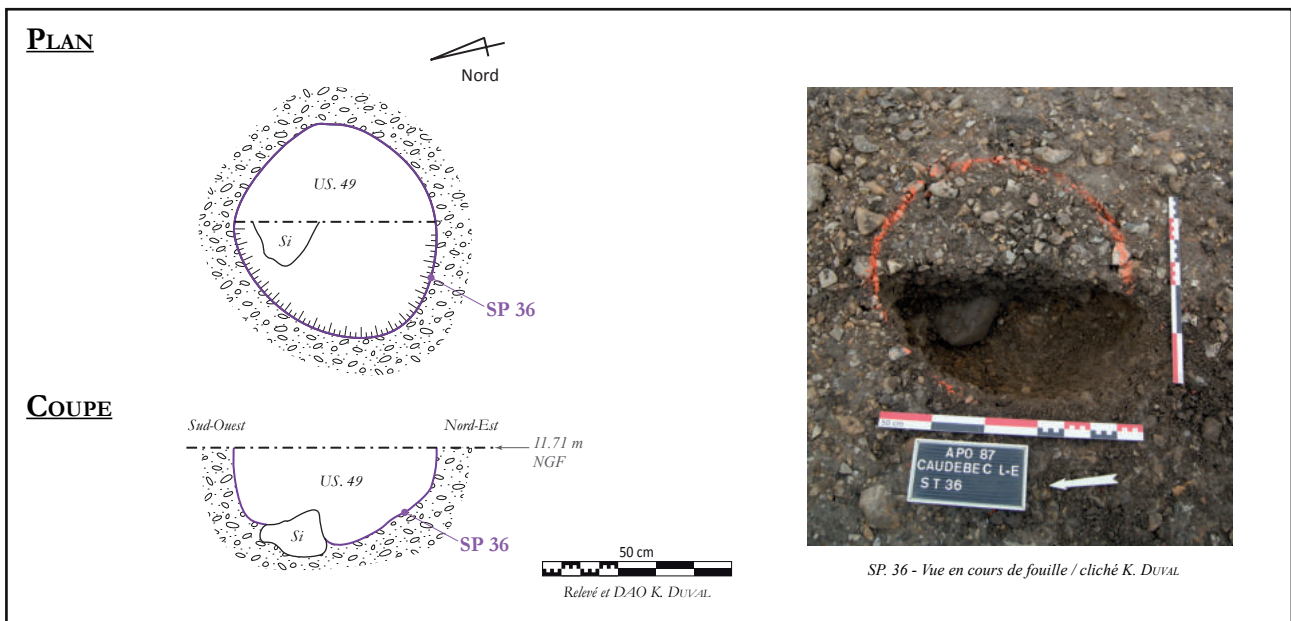 PLAN
Nord
US. 49
Si
SP 36
COUPE
Sud-Ouest
Nord-Est
11.71 m
NGF
US. 49
Si
SP 36
50 cm
Relevé et DAO K. DUVAL
50 cm
APO 87
CAUDEBEC L-E
ST 36
SP. 36 - Vue en cours de fouille / cliché K. DUVAL